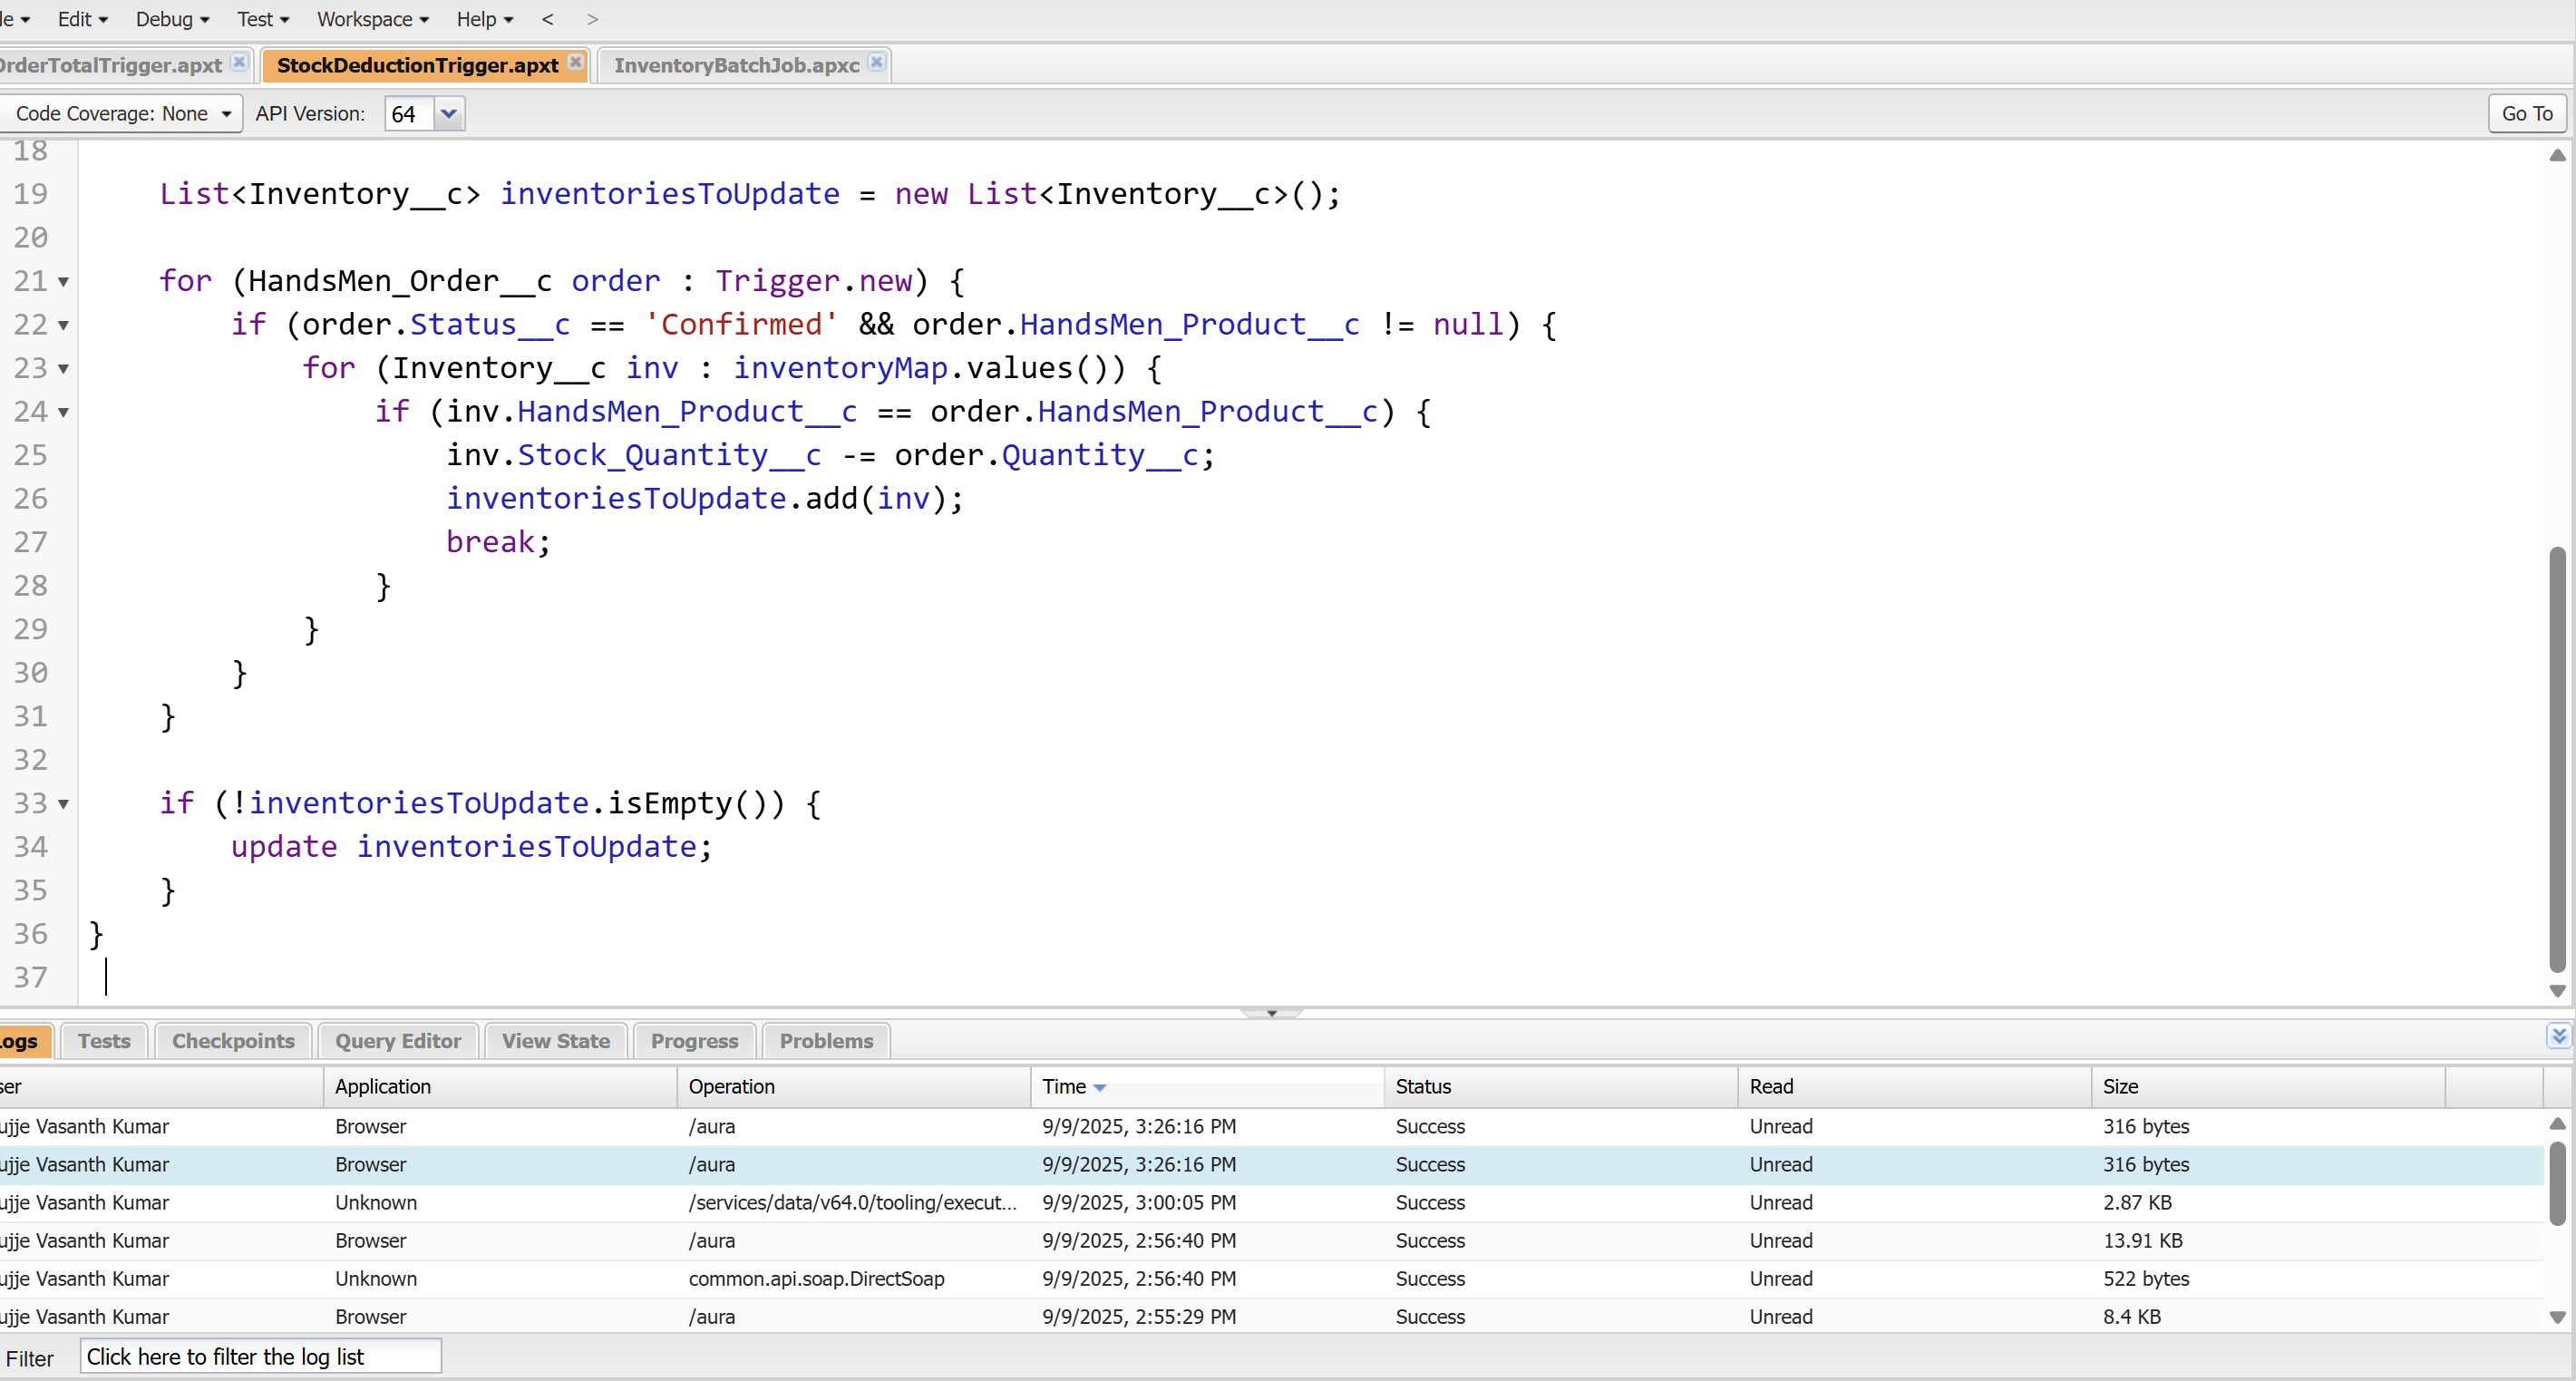 le Edit Debug Test Workspace Help < >
OrderTotalTrigger.apxt StockDeductionTrigger.apxt InventoryBatchJob.apxc
Code Coverage: None API Version: 64 Go To
18
19 List<Inventory__c> inventoriesToUpdate = new List<Inventory__c>();
20
21 for (HandsMen_Order__c order : Trigger.new) {
22 if (order.Status__c == 'Confirmed' && order.HandsMen_Product__c != null) {
23 for (Inventory__c inv : inventoryMap.values()) {
24 if (inv.HandsMen_Product__c == order.HandsMen_Product__c) {
25 inv.Stock_Quantity__c -= order.Quantity__c;
26 inventoriesToUpdate.add(inv);
27 break;
28 }
29 }
30 }
31 }
32
33 if (!inventoriesToUpdate.isEmpty()) {
34 update inventoriesToUpdate;
35 }
36 }
37
Logs Tests Checkpoints Query Editor View State Progress Problems
ser Application Operation Time Status Read Size
ujje Vasanth Kumar Browser /aura 9/9/2025, 3:26:16 PM Success Unread 316 bytes
ujje Vasanth Kumar Browser /aura 9/9/2025, 3:26:16 PM Success Unread 316 bytes
ujje Vasanth Kumar Unknown /services/data/v64.0/tooling/execut... 9/9/2025, 3:00:05 PM Success Unread 2.87 KB
ujje Vasanth Kumar Browser /aura 9/9/2025, 2:56:40 PM Success Unread 13.91 KB
ujje Vasanth Kumar Unknown common.api.soap.DirectSoap 9/9/2025, 2:56:40 PM Success Unread 522 bytes
ujje Vasanth Kumar Browser /aura 9/9/2025, 2:55:29 PM Success Unread 8.4 KB
Filter Click here to filter the log list